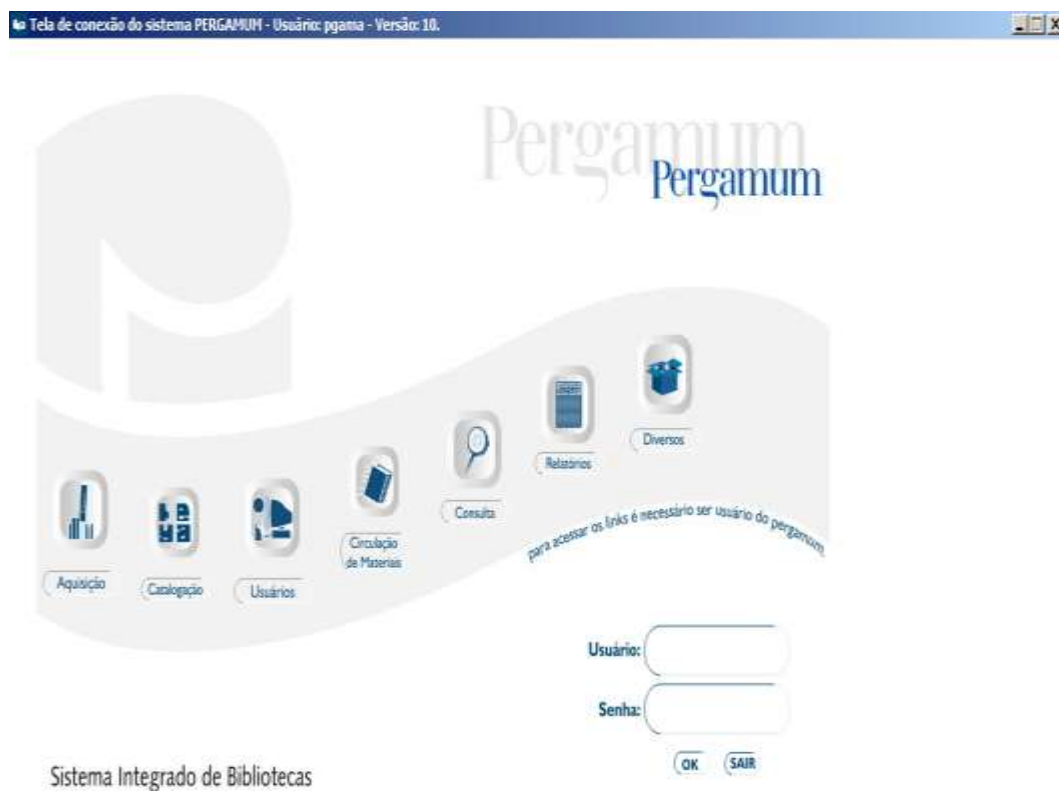 Tela de conexão do sistema PERGAMUM - Usuário: pgama - Versão: 10.
Pergamum
Pergamum
Diversos
Relatórios
Consulta
Circulação
de Materiais
Aquisição
Catalogação
Usuários
para acessar os links é necessário ser usuário do pergamum.
Usuário:
Senha:
OK SAIR
Sistema Integrado de Bibliotecas